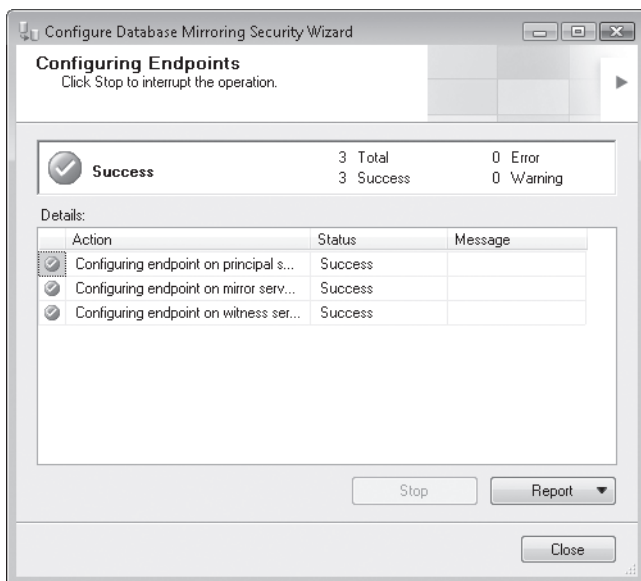 Configure Database Mirroring Security Wizard
Configuring Endpoints
Click Stop to interrupt the operation.
Success
3 Total 0 Error
3 Success 0 Warning
Details:
Action Status Message
Configuring endpoint on principal s... Success
Configuring endpoint on mirror serv... Success
Configuring endpoint on witness ser... Success
Stop Report
Close